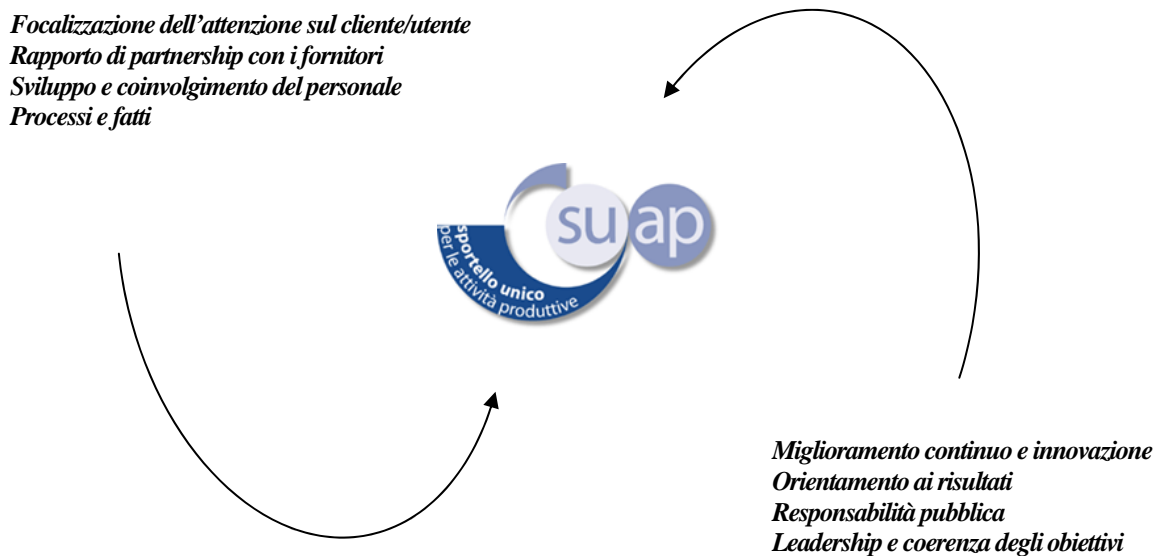 Focalizzazione dell'attenzione sul cliente/utente
Rapporto di partnership con i fornitori
Sviluppo e coinvolgimento del personale
Processi e fatti
suap
sportello unico
per le attività produttive
Miglioramento continuo e innovazione
Orientamento ai risultati
Responsabilità pubblica
Leadership e coerenza degli obiettivi